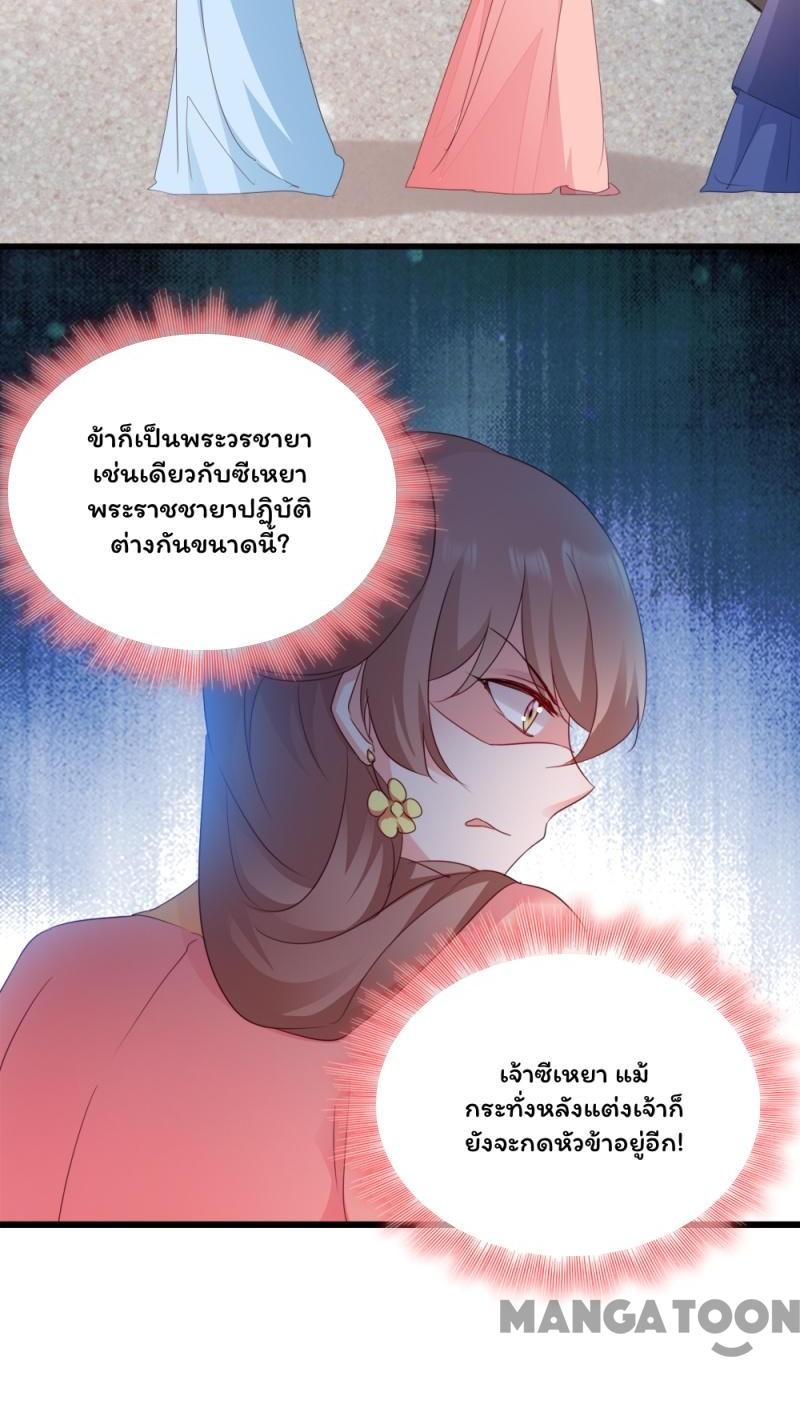 ข้าก็เป็นพระวรชายา
เช่นเดียวกับซีเหยา
พระราชชายาปฏิบัติ
ต่างกันขนาดนี้?
เจ้าซีเหยา แม้
กระทั่งหลังแต่งเจ้าก็
ยังจะกดหัวข้าอยู่อีก!
MANGATOON